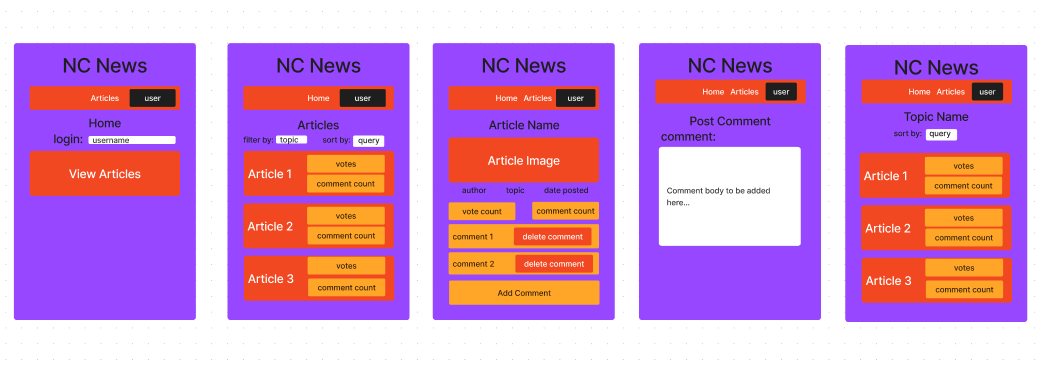 NC News
Articles user
Home
login: username
View Articles
NC News
Home user
Articles
filter by: topic sort by: query
Article 1
votes
comment count
Article 2
votes
comment count
Article 3
votes
comment count
NC News
Home Articles user
Article Name
Article Image
author topic date posted
vote count comment count
comment 1 delete comment
comment 2 delete comment
Add Comment
NC News
Home Articles user
Post Comment
comment:
Comment body to be added
here...
NC News
Home Articles user
Topic Name
sort by: query
Article 1
votes
comment count
Article 2
votes
comment count
Article 3
votes
comment count